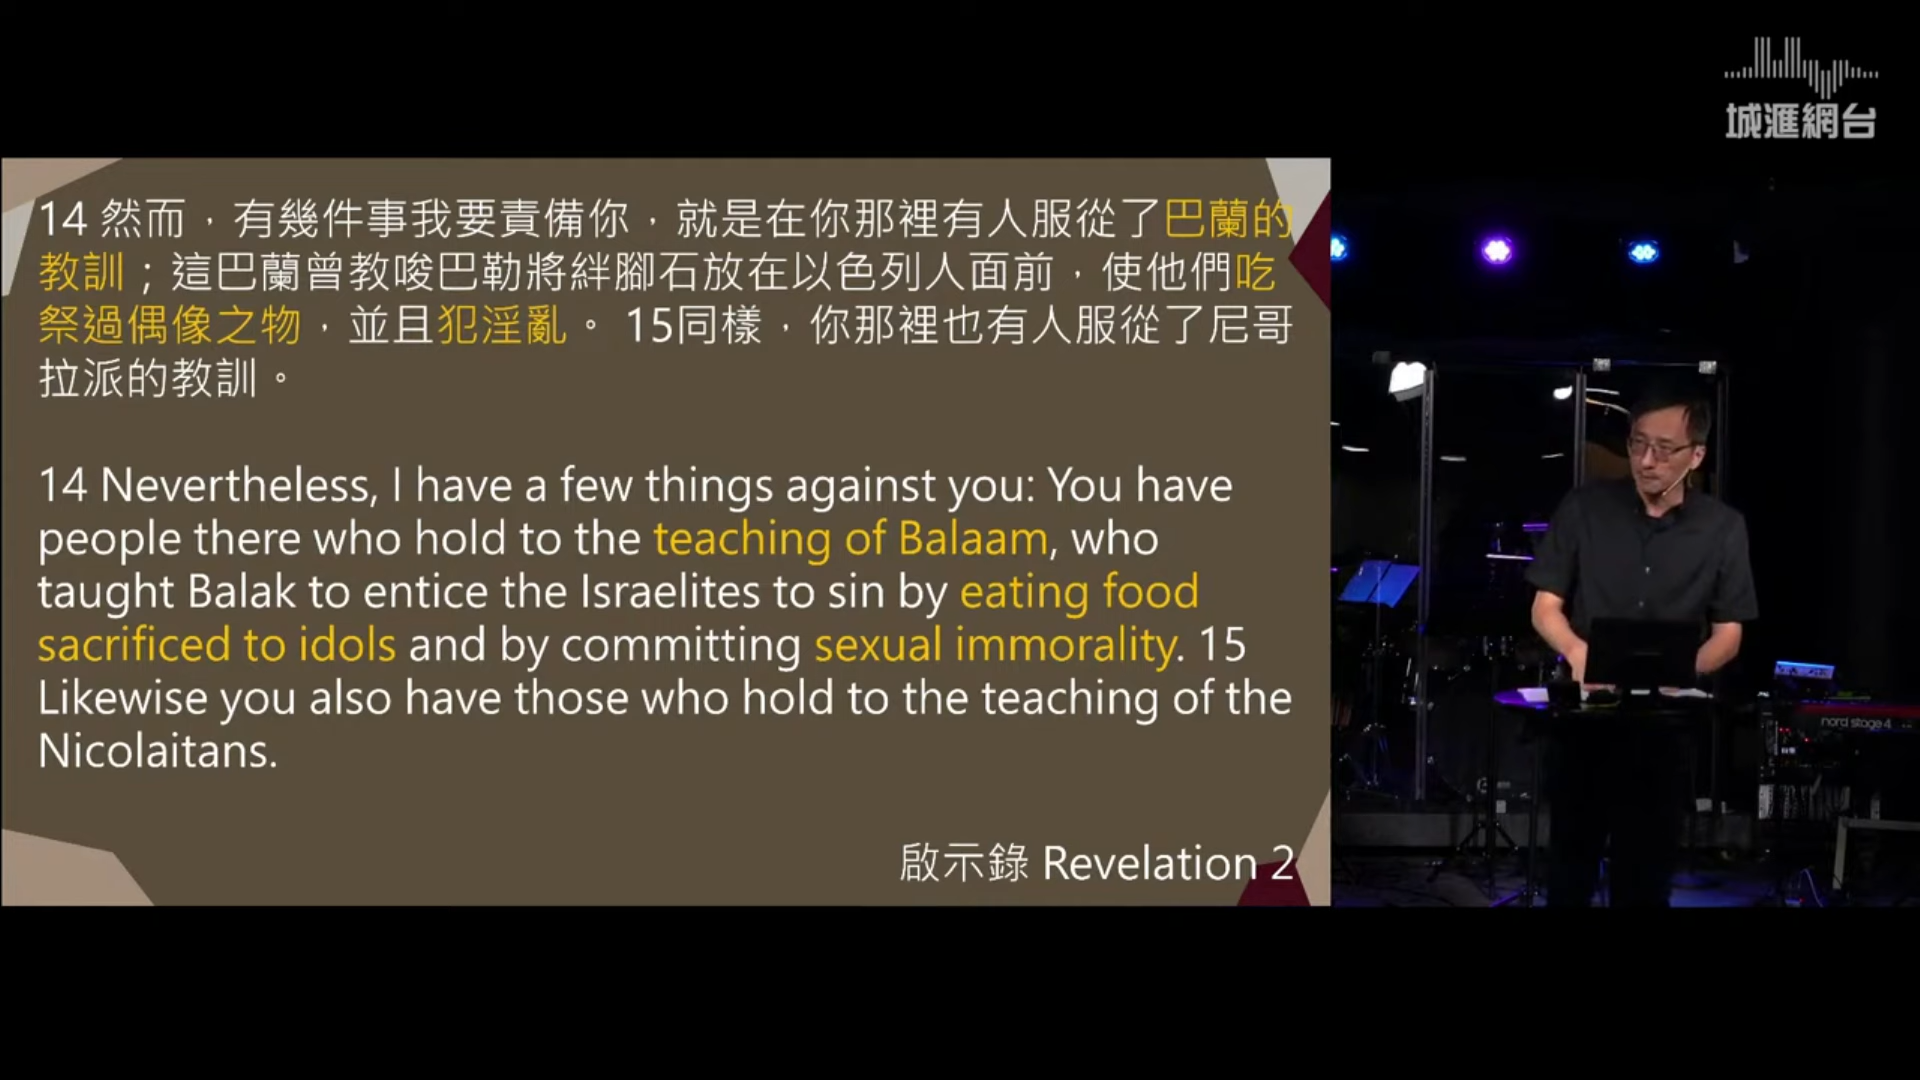 城滙網台
14 然而，有幾件事我要責備你，就是在你那裡有人服從了巴蘭的
教訓；這巴蘭曾教唆巴勒將絆腳石放在以色列人面前，使他們吃
祭過偶像之物，並且犯淫亂。 15同樣，你那裡也有人服從了尼哥
拉派的教訓。
14 Nevertheless, I have a few things against you: You have
people there who hold to the teaching of Balaam, who
taught Balak to entice the Israelites to sin by eating food
sacrificed to idols and by committing sexual immorality. 15
Likewise you also have those who hold to the teaching of the
Nicolaitans.
啟示錄 Revelation 2
nord stage 4